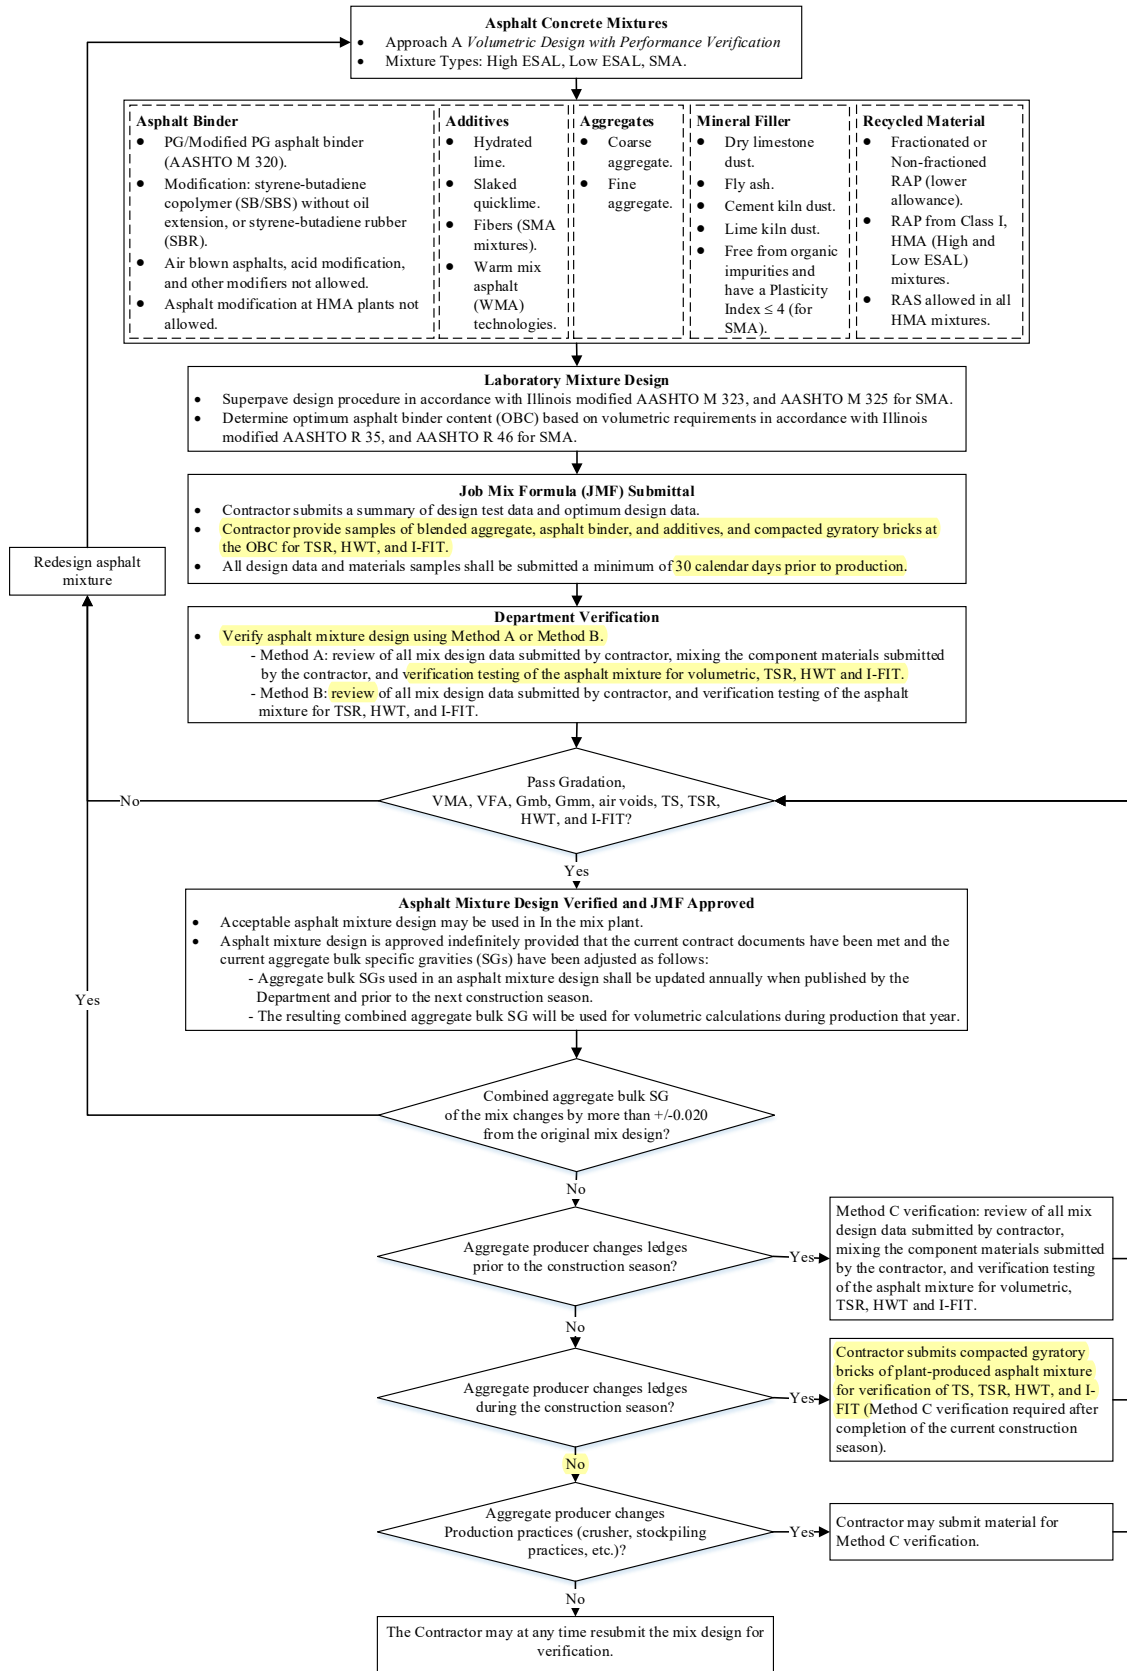 Asphalt Concrete Mixtures
• Approach A Volumetric Design with Performance Verification
• Mixture Types: High ESAL, Low ESAL, SMA.
Asphalt Binder
• PG/Modified PG asphalt binder
(AASHTO M 320).
• Modification: styrene-butadiene
copolymer (SB/SBS) without oil
extension, or styrene-butadiene rubber
(SBR).
• Air blown asphalts, acid modification,
and other modifiers not allowed.
• Asphalt modification at HMA plants not
allowed.
Additives
• Hydrated
lime.
• Slaked
quicklime.
• Fibers (SMA
mixtures).
• Warm mix
asphalt
(WMA)
technologies.
Aggregates
• Coarse
aggregate.
• Fine
aggregate.
Mineral Filler
• Dry limestone
dust.
• Fly ash.
• Cement kiln dust.
• Lime kiln dust.
• Free from organic
impurities and
have a Plasticity
Index ≤ 4 (for
SMA).
Recycled Material
• Fractionated or
Non-fractioned
RAP (lower
allowance).
• RAP from Class I,
HMA (High and
Low ESAL)
mixtures.
• RAS allowed in all
HMA mixtures.
Laboratory Mixture Design
• Superpave design procedure in accordance with Illinois modified AASHTO M 323, and AASHTO M 325 for SMA.
• Determine optimum asphalt binder content (OBC) based on volumetric requirements in accordance with Illinois
modified AASHTO R 35, and AASHTO R 46 for SMA.
Job Mix Formula (JMF) Submittal
• Contractor submits a summary of design test data and optimum design data.
• Contractor provide samples of blended aggregate, asphalt binder, and additives, and compacted gyratory bricks at
the OBC for TSR, HWT, and I-FIT.
• All design data and materials samples shall be submitted a minimum of 30 calendar days prior to production.
Redesign asphalt
mixture
Department Verification
• Verify asphalt mixture design using Method A or Method B.
- Method A: review of all mix design data submitted by contractor, mixing the component materials submitted
by the contractor, and verification testing of the asphalt mixture for volumetric, TSR, HWT and I-FIT.
- Method B: review of all mix design data submitted by contractor, and verification testing of the asphalt
mixture for TSR, HWT, and I-FIT.
Pass Gradation,
VMA, VFA, Gmb, Gmm, air voids, TS, TSR,
HWT, and I-FIT?
No
Yes
Asphalt Mixture Design Verified and JMF Approved
• Acceptable asphalt mixture design may be used in In the mix plant.
• Asphalt mixture design is approved indefinitely provided that the current contract documents have been met and the
current aggregate bulk specific gravities (SGs) have been adjusted as follows:
- Aggregate bulk SGs used in an asphalt mixture design shall be updated annually when published by the
Department and prior to the next construction season.
- The resulting combined aggregate bulk SG will be used for volumetric calculations during production that year.
Yes
Combined aggregate bulk SG
of the mix changes by more than +/-0.020
from the original mix design?
No
Aggregate producer changes ledges
prior to the construction season?
Yes
Method C verification: review of all mix
design data submitted by contractor,
mixing the component materials submitted
by the contractor, and verification testing
of the asphalt mixture for volumetric,
TSR, HWT and I-FIT.
No
Aggregate producer changes ledges
during the construction season?
Yes
Contractor submits compacted gyratory
bricks of plant-produced asphalt mixture
for verification of TS, TSR, HWT, and I-
FIT (Method C verification required after
completion of the current construction
season).
No
Aggregate producer changes
Production practices (crusher, stockpiling
practices, etc.)?
Yes
Contractor may submit material for
Method C verification.
No
The Contractor may at any time resubmit the mix design for
verification.